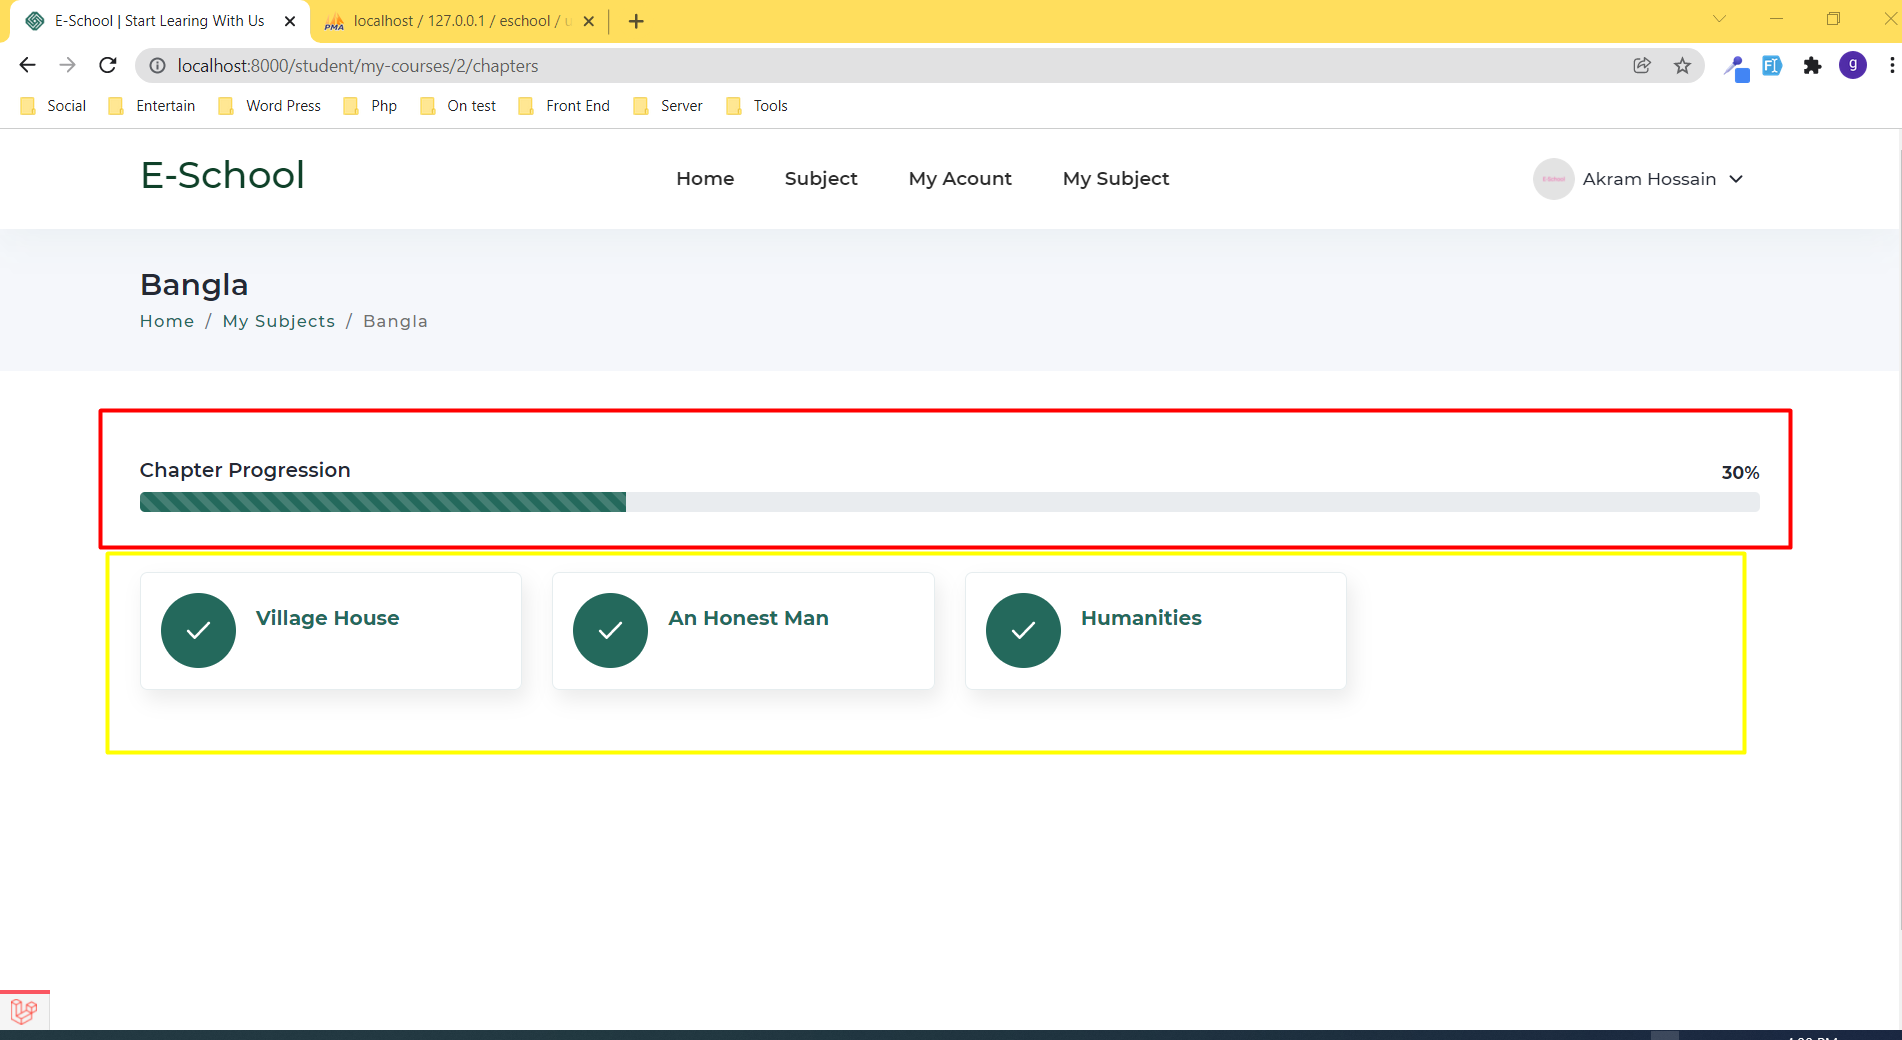 E-School | Start Learing With Us
localhost / 127.0.0.1 / eschool / u
localhost:8000/student/my-courses/2/chapters
g
Social Entertain Word Press Php On test Front End Server Tools
E-School
Home Subject My Acount My Subject
E-School
Akram Hossain
Bangla
Home / My Subjects / Bangla
Chapter Progression
30%
Village House
An Honest Man
Humanities